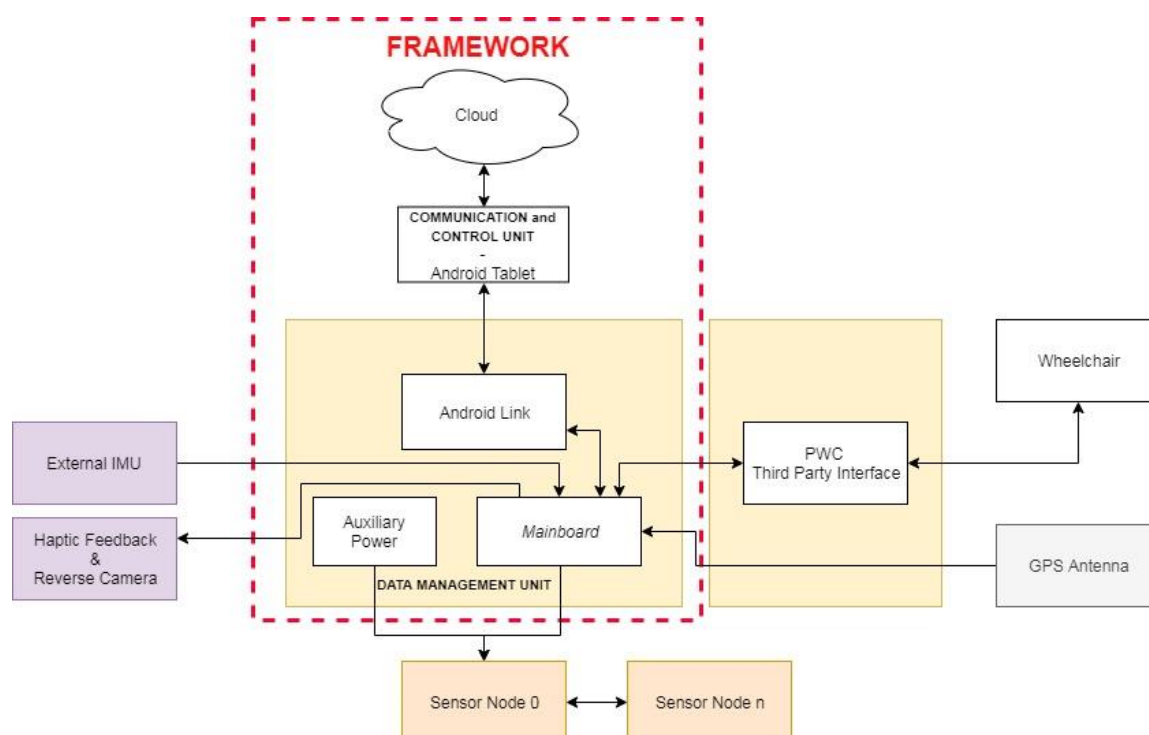 FRAMEWORK
Cloud
COMMUNICATION and
CONTROL UNIT
-
Android Tablet
Android Link
Wheelchair
External IMU
PWC
Third Party Interface
Haptic Feedback
&
Reverse Camera
Auxiliary
Power
Mainboard
GPS Antenna
DATA MANAGEMENT UNIT
Sensor Node 0
Sensor Node n